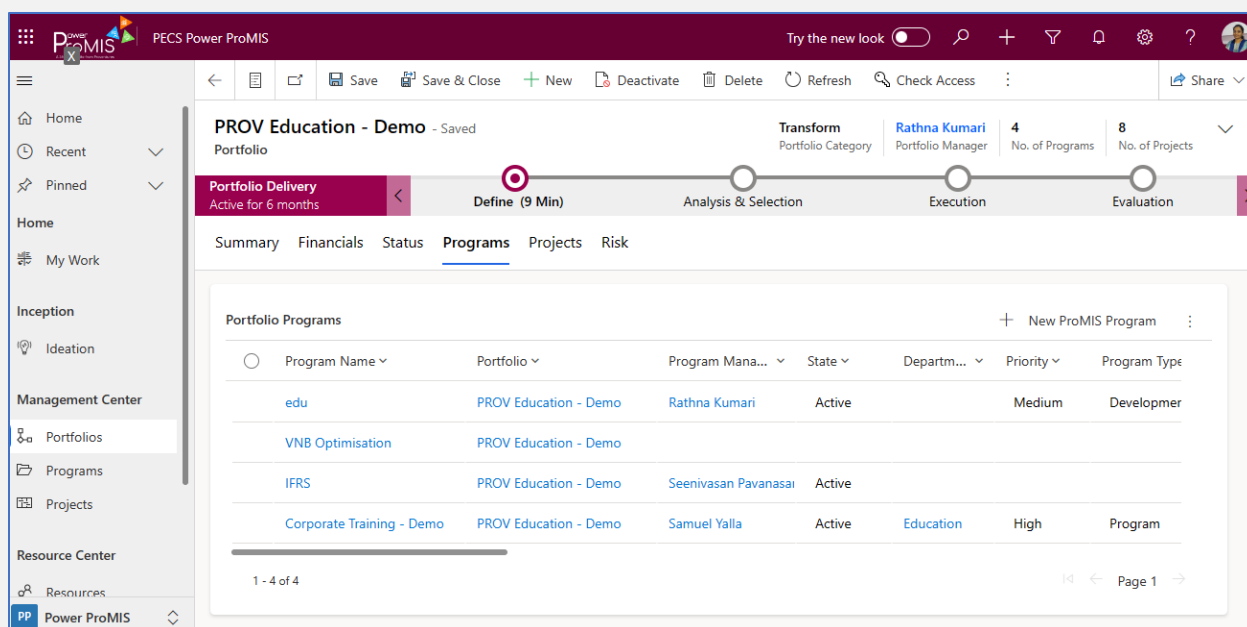 Power ProMIS
X
PECS Power ProMIS
Try the new look
?
Save
Save & Close
New
Deactivate
Delete
Refresh
Check Access
Share
Home
Recent
Pinned
Home
My Work
Inception
Ideation
Management Center
Portfolios
Programs
Projects
Resource Center
Resources
PP Power ProMIS
PROV Education - Demo - Saved
Portfolio
Transform
Portfolio Category
Rathna Kumari
Portfolio Manager
4
No. of Programs
8
No. of Projects
Portfolio Delivery
Active for 6 months
Define (9 Min)
Analysis & Selection
Execution
Evaluation
Summary Financials Status Programs Projects Risk
Portfolio Programs
New ProMIS Program
Program Name Portfolio Program Mana... State Departm... Priority Program Type
edu PROV Education - Demo Rathna Kumari Active Medium Developmen
VNB Optimisation PROV Education - Demo
IFRS PROV Education - Demo Seenivasan Pavanasar Active
Corporate Training - Demo PROV Education - Demo Samuel Yalla Active Education High Program
1 - 4 of 4
Page 1